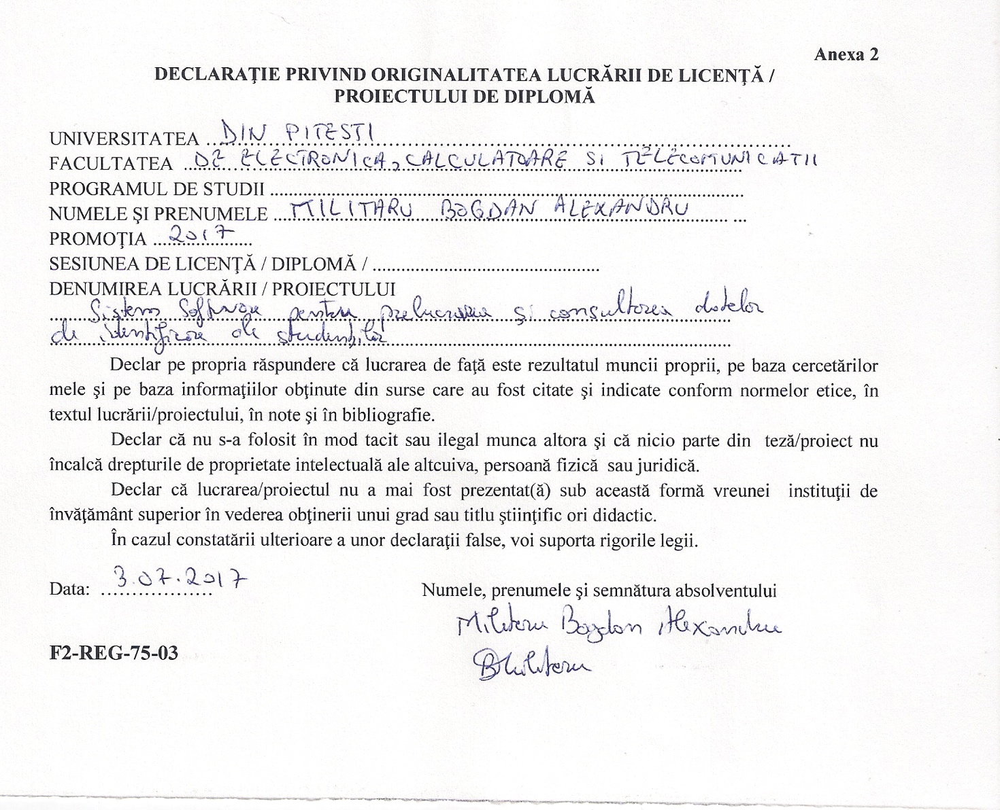 Anexa 2
DECLARAŢIE PRIVIND ORIGINALITATEA LUCRĂRII DE LICENŢĂ /
PROIECTULUI DE DIPLOMĂ
UNIVERSITATEA ... DIN PITESTI ...
FACULTATEA ... DE ELECTRONICA, CALCULATOARE SI TELECOMUNICATII
PROGRAMUL DE STUDII ...
NUMELE ŞI PRENUMELE ... MILITARU BOGDAN ALEXANDRU ...
PROMOŢIA ... 2017 ...
SESIUNEA DE LICENŢĂ / DIPLOMĂ / ...
DENUMIREA LUCRĂRII / PROIECTULUI
Sistem Software pentru prelucrarea şi consultarea datelor
de identificare ale studenţilor
Declar pe propria răspundere că lucrarea de faţă este rezultatul muncii proprii, pe baza cercetărilor
mele şi pe baza informaţiilor obţinute din surse care au fost citate şi indicate conform normelor etice, în
textul lucrării/proiectului, în note şi în bibliografie.
Declar că nu s-a folosit în mod tacit sau ilegal munca altora şi că nicio parte din teză/proiect nu
încalcă drepturile de proprietate intelectuală ale altcuiva, persoană fizică sau juridică.
Declar că lucrarea/proiectul nu a mai fost prezentat(ă) sub această formă vreunei instituţii de
învăţământ superior în vederea obţinerii unui grad sau titlu ştiinţific ori didactic.
În cazul constatării ulterioare a unor declaraţii false, voi suporta rigorile legii.
Data: 3.07.2017
Numele, prenumele şi semnătura absolventului
Militaru Bogdan Alexandru
BMilitaru
F2-REG-75-03